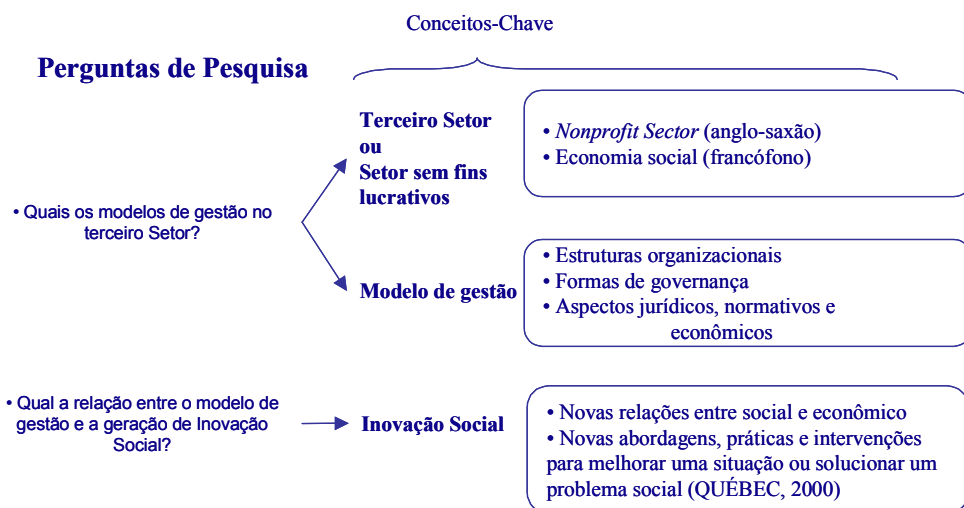 Conceitos-Chave
Perguntas de Pesquisa
• Quais os modelos de gestão no
terceiro Setor?
Terceiro Setor
ou
Setor sem fins
lucrativos
• Nonprofit Sector (anglo-saxão)
• Economia social (francófono)
Modelo de gestão
• Estruturas organizacionais
• Formas de governança
• Aspectos jurídicos, normativos e
econômicos
• Qual a relação entre o modelo de
gestão e a geração de Inovação
Social?
Inovação Social
• Novas relações entre social e econômico
• Novas abordagens, práticas e intervenções
para melhorar uma situação ou solucionar um
problema social (QUÉBEC, 2000)